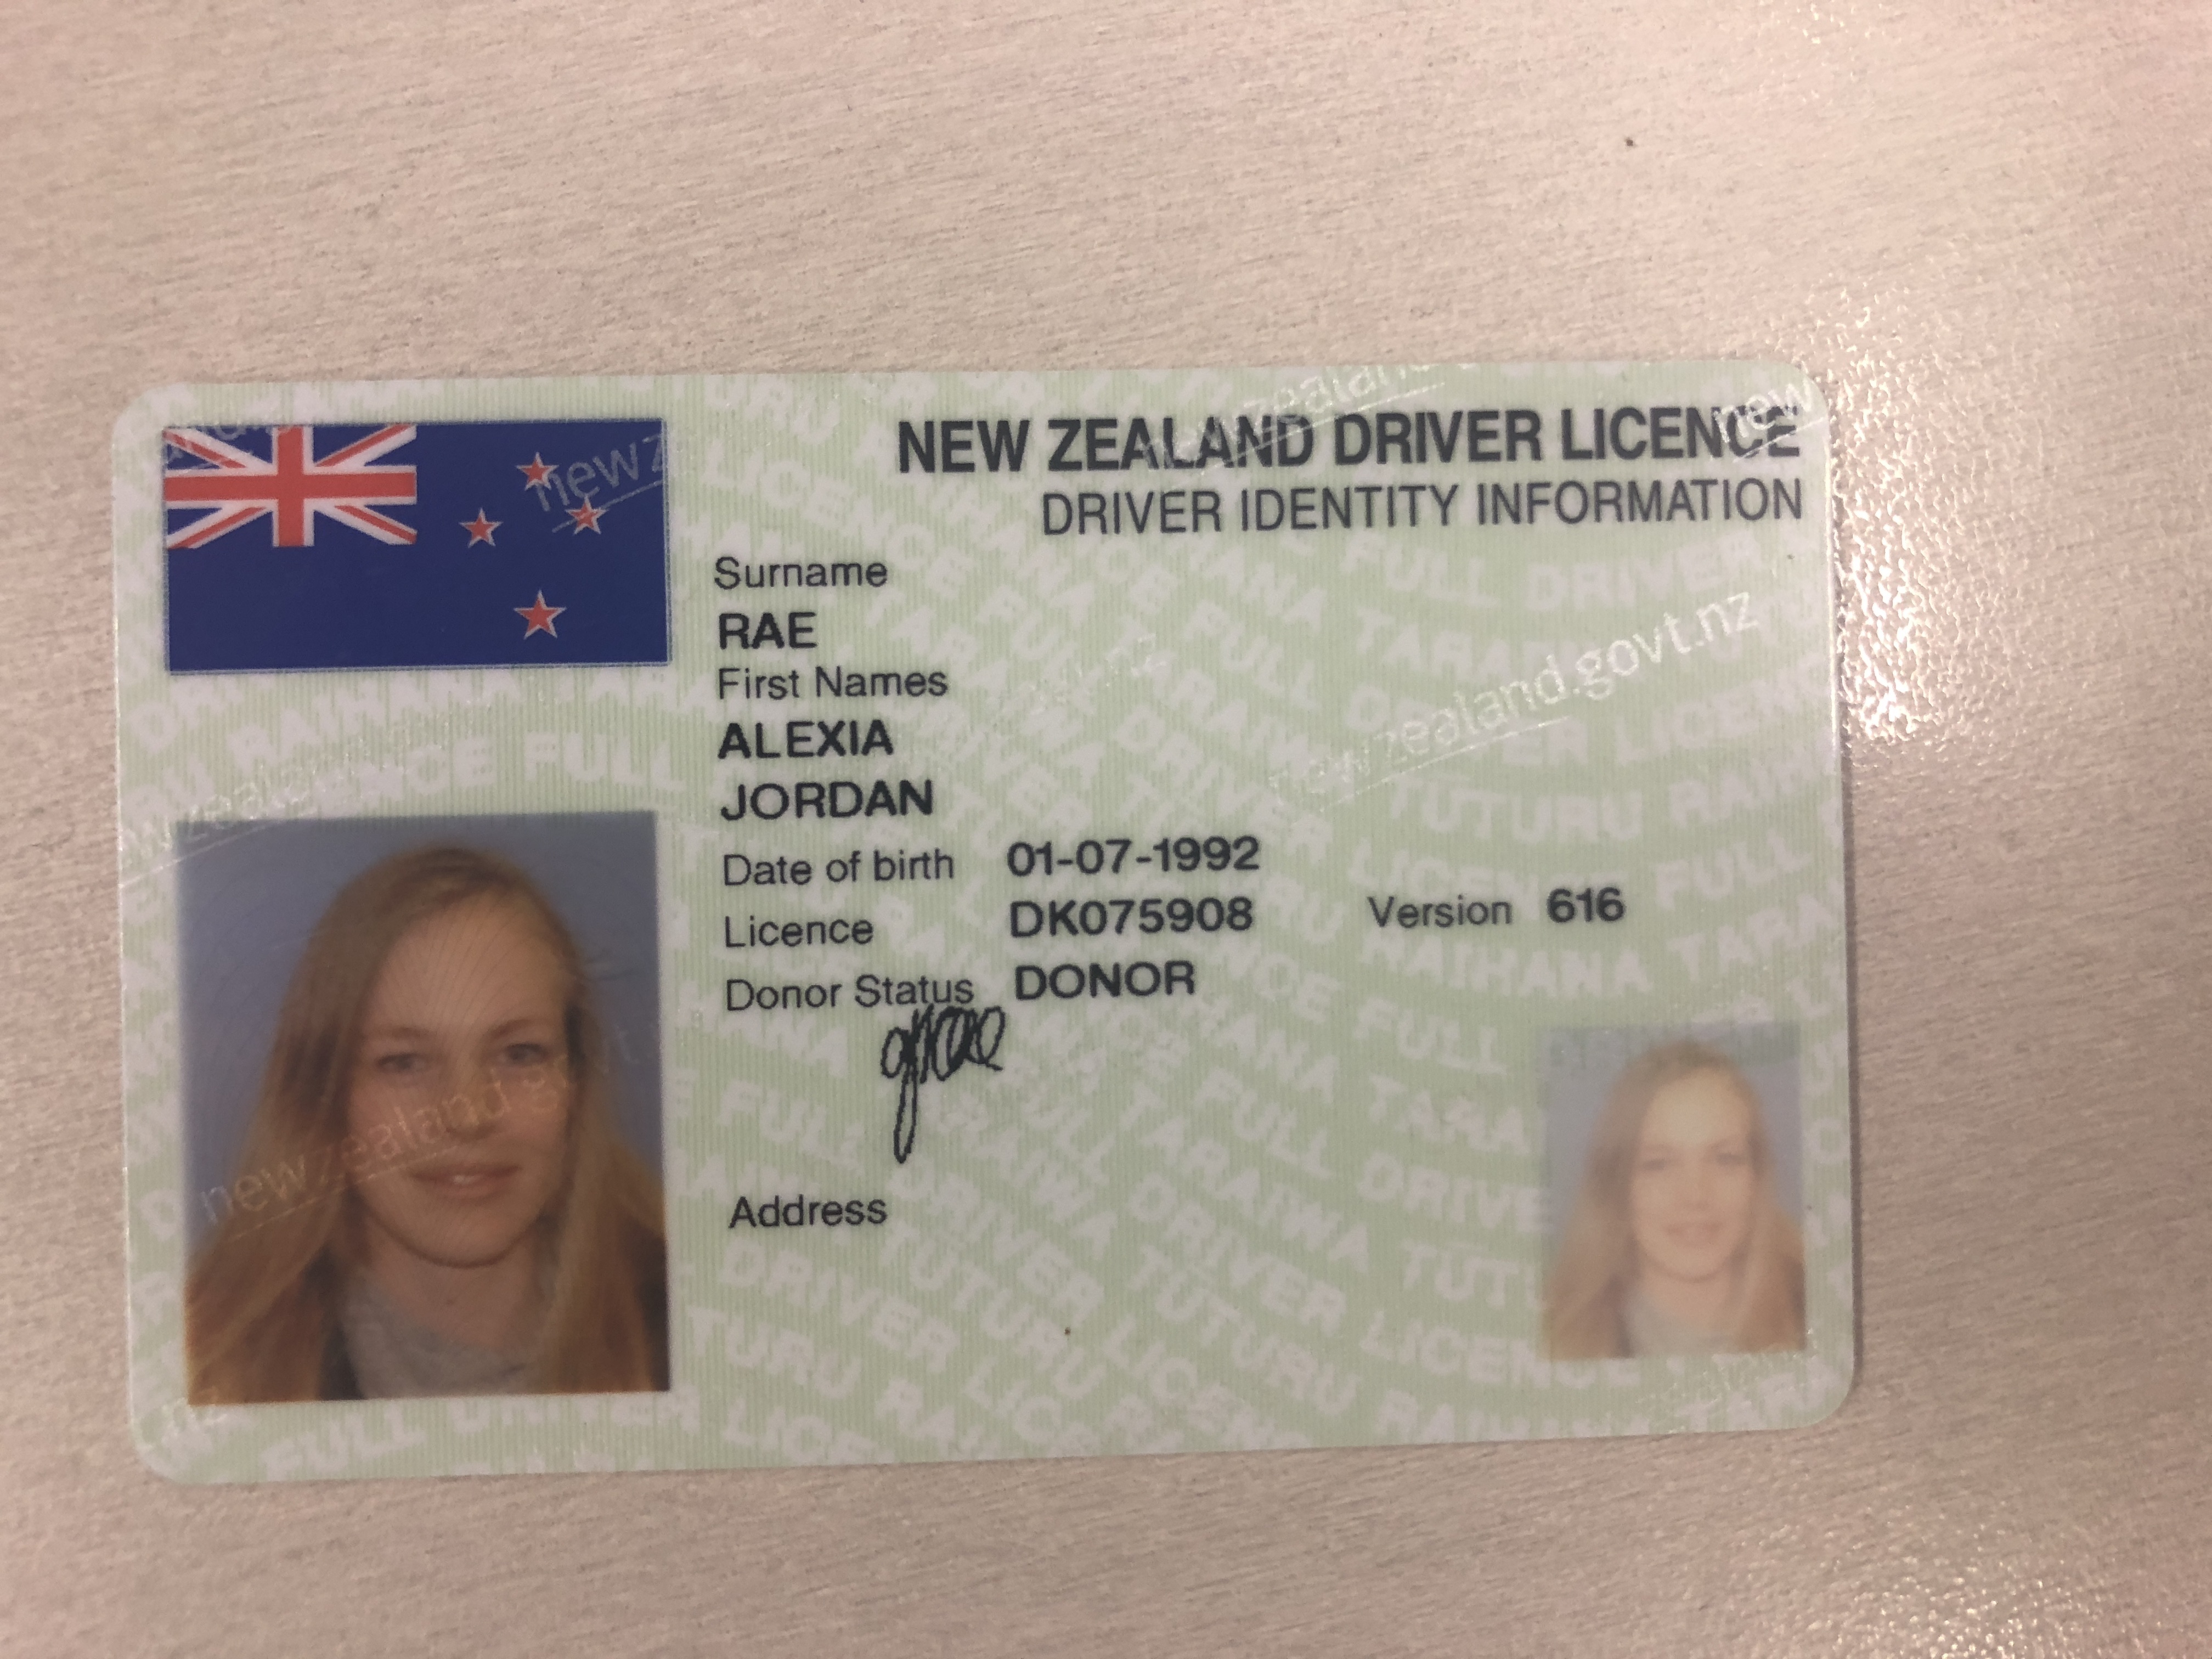 NEW ZEALAND DRIVER LICENCE
DRIVER IDENTITY INFORMATION
Surname
RAE
First Names
ALEXIA
JORDAN
Date of birth 01-07-1992
Licence DK075908 Version 616
Donor Status DONOR
Address
newzealand.govt.nz